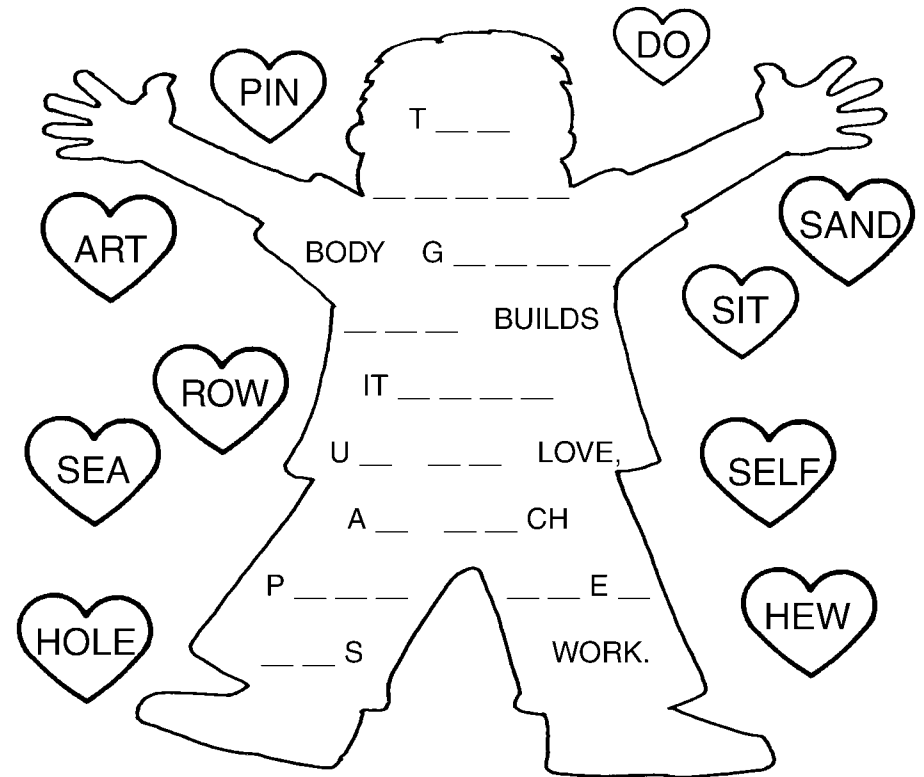 DO
PIN
T _ _
_ _ _ _ _
ART
SAND
BODY G _ _ _ _
SIT
_ _ _ BUILDS
ROW
IT _ _ _ _
SEA
U _ _ _ LOVE,
SELF
A _ _ _ CH
P _ _ _ _ _ E _
HEW
HOLE
_ _ S WORK.